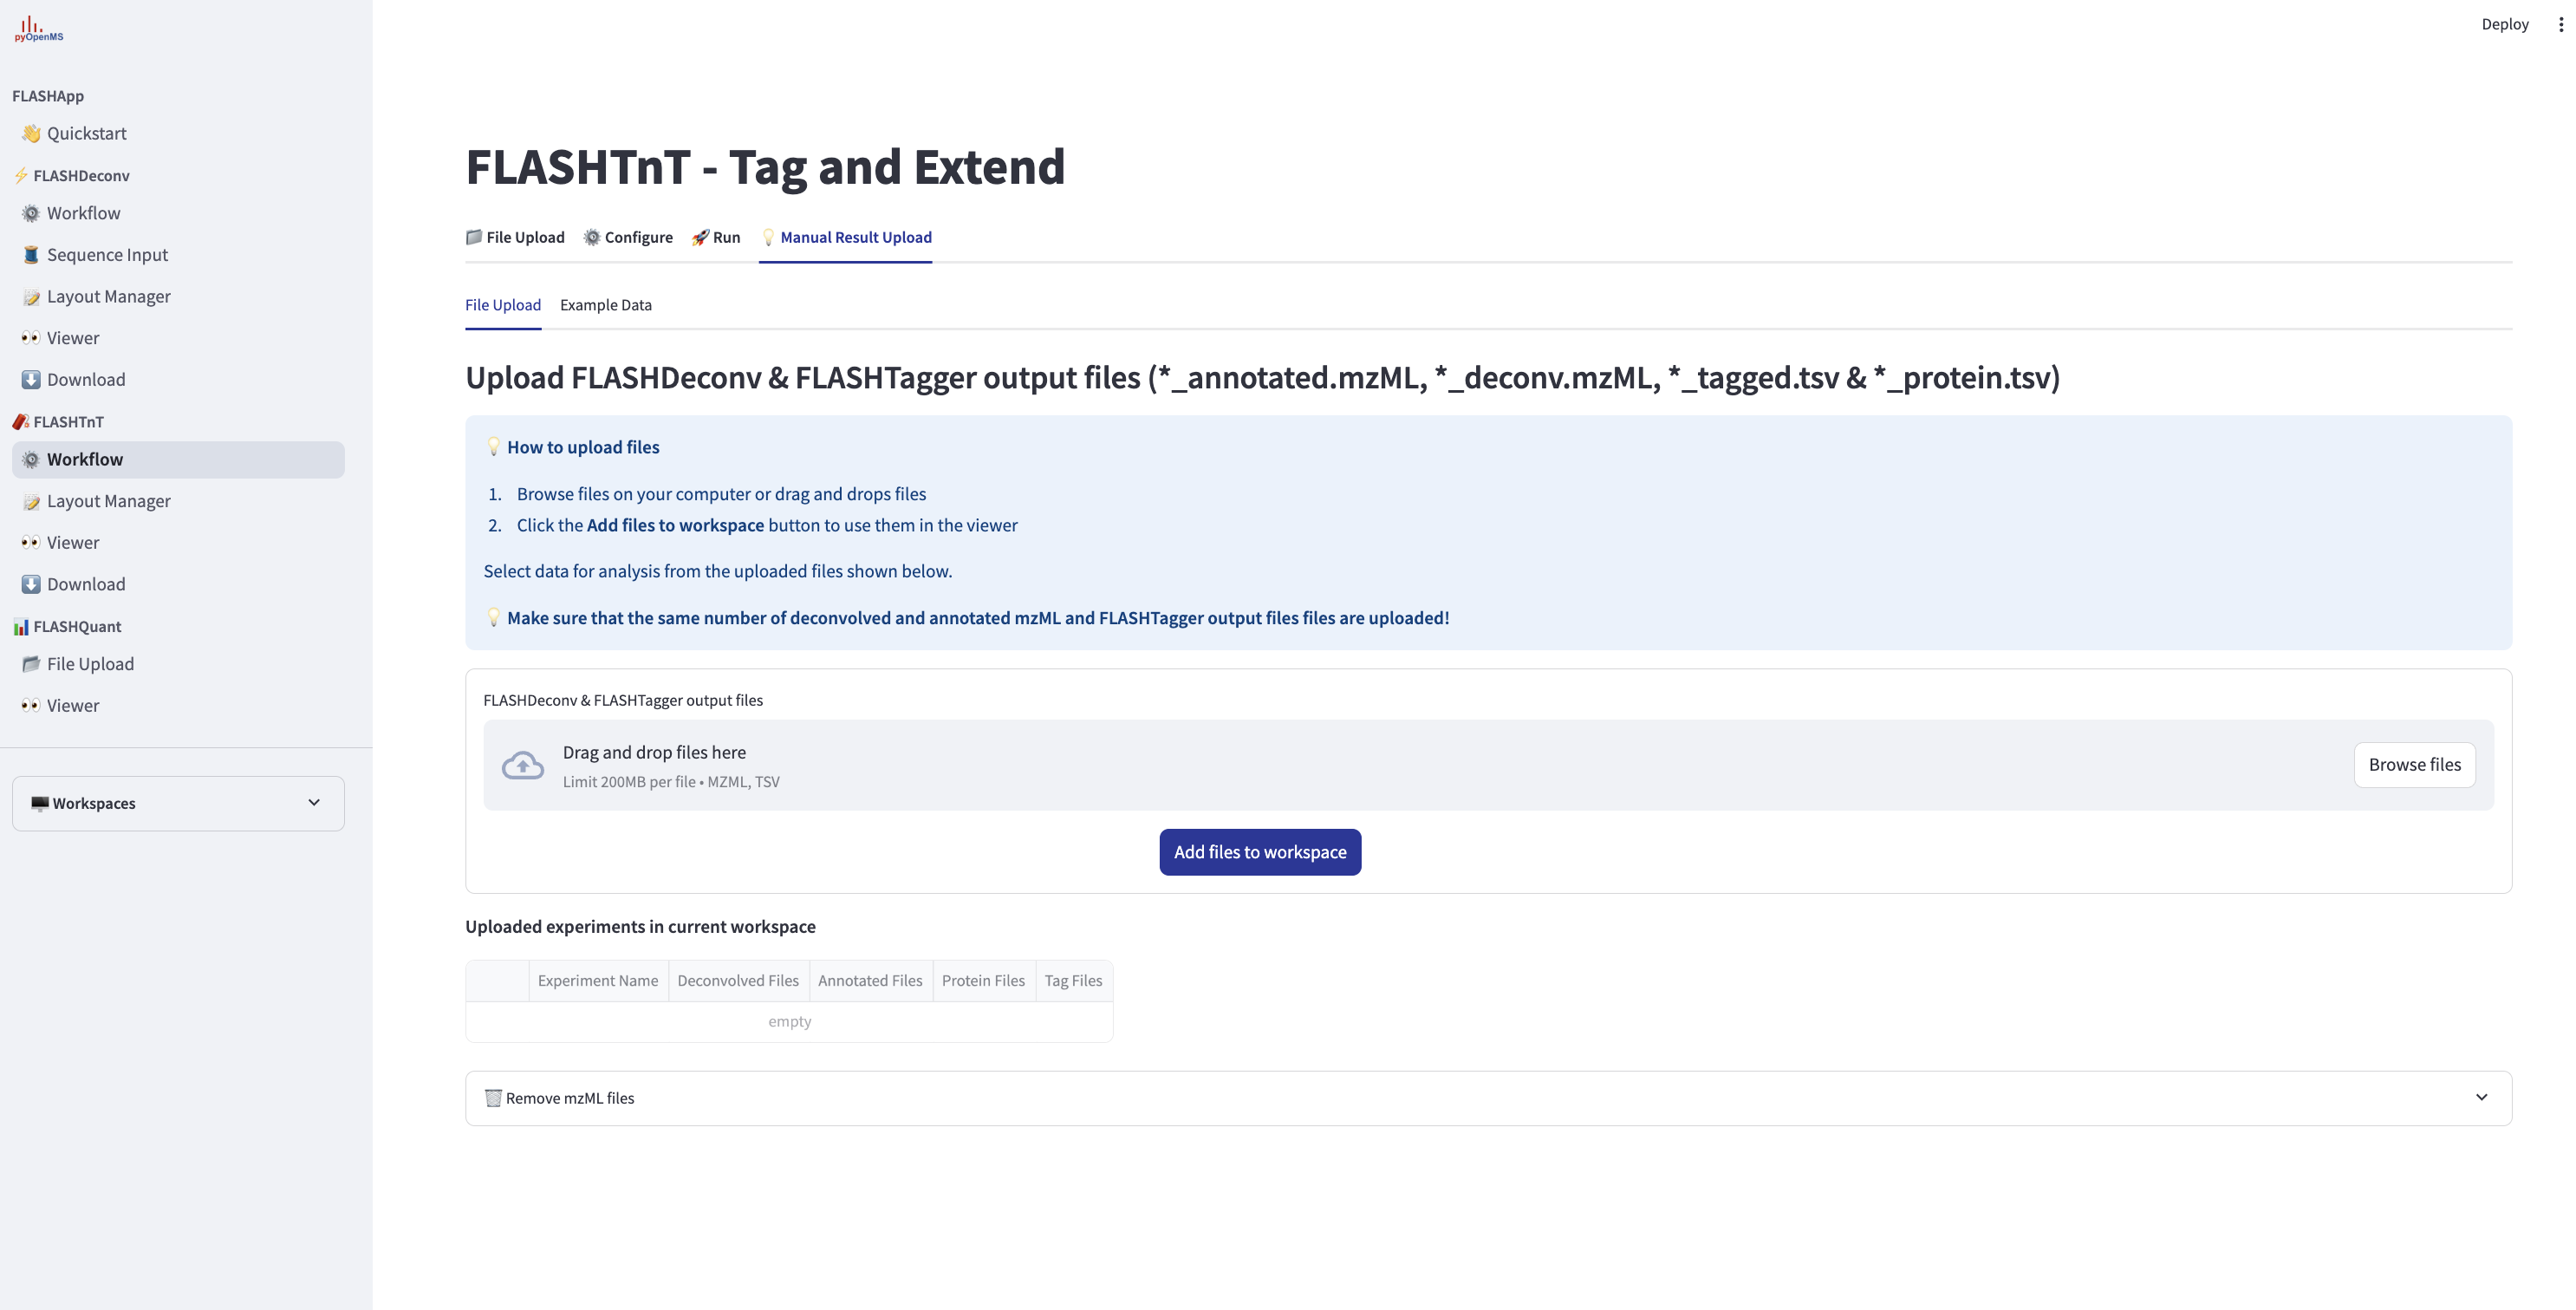 pyOpenMS
Deploy
FLASHApp
Quickstart
FLASHDeconv
Workflow
Sequence Input
Layout Manager
Viewer
Download
FLASHTnT
Workflow
Layout Manager
Viewer
Download
FLASHQuant
File Upload
Viewer
Workspaces
FLASHTnT - Tag and Extend
File Upload Configure Run Manual Result Upload
File Upload Example Data
Upload FLASHDeconv & FLASHTagger output files (*_annotated.mzML, *_deconv.mzML, *_tagged.tsv & *_protein.tsv)
How to upload files
1. Browse files on your computer or drag and drops files
2. Click the Add files to workspace button to use them in the viewer
Select data for analysis from the uploaded files shown below.
Make sure that the same number of deconvolved and annotated mzML and FLASHTagger output files files are uploaded!
FLASHDeconv & FLASHTagger output files
Drag and drop files here
Limit 200MB per file • MZML, TSV
Browse files
Add files to workspace
Uploaded experiments in current workspace
Experiment Name Deconvolved Files Annotated Files Protein Files Tag Files
empty
Remove mzML files